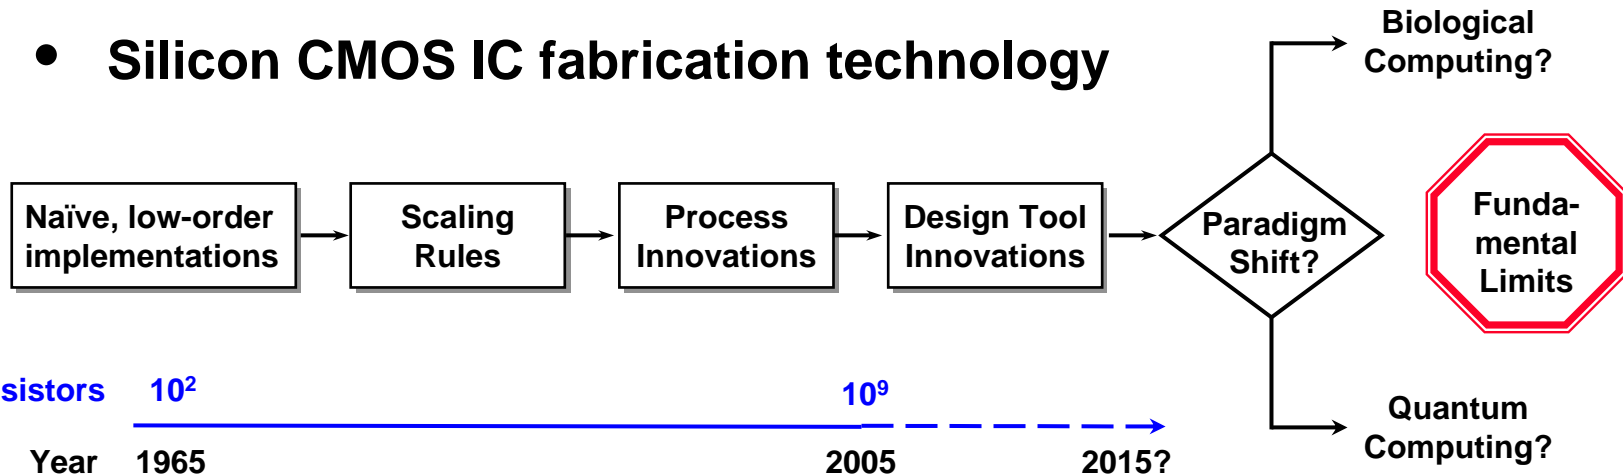 • Silicon CMOS IC fabrication technology
Biological
Computing?
Naïve, low-order
implementations
Scaling
Rules
Process
Innovations
Design Tool
Innovations
Paradigm
Shift?
Funda-
mental
Limits
sistors 10² 10⁹
Quantum
Computing?
Year 1965 2005 2015?